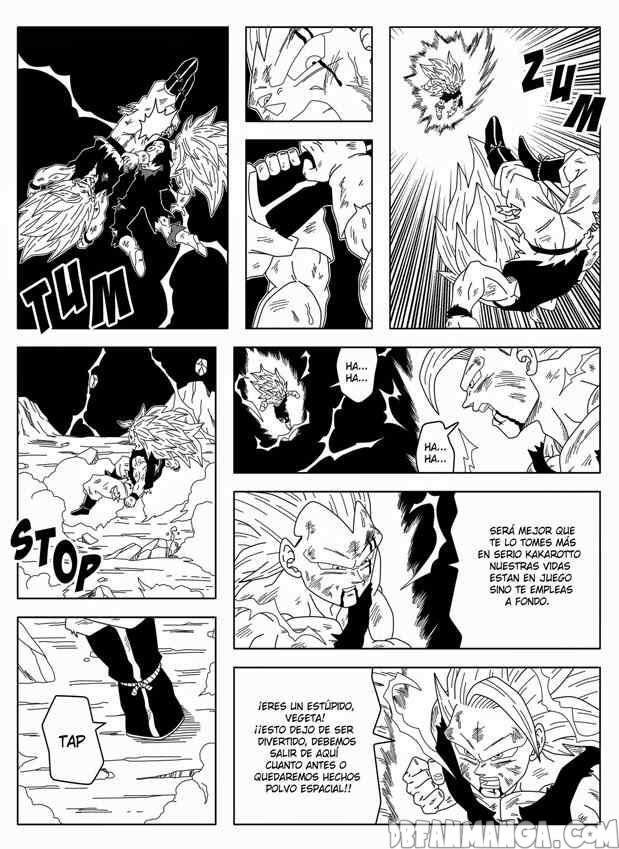 TUM
ZUM
STOP
HA...
HA...
HA...
HA...
SERÁ MEJOR QUE
TE LO TOMES MÁS
EN SERIO KAKAROTTO
NUESTRAS VIDAS
ESTAN EN JUEGO
SINO TE EMPLEAS
A FONDO.
TAP
¡ERES UN ESTÚPIDO,
VEGETA!
¡¡ESTO DEJO DE SER
DIVERTIDO, DEBEMOS
SALIR DE AQUÍ
CUANTO ANTES O
QUEDAREMOS HECHOS
POLVO ESPACIAL!!
DBFANMANGA.COM